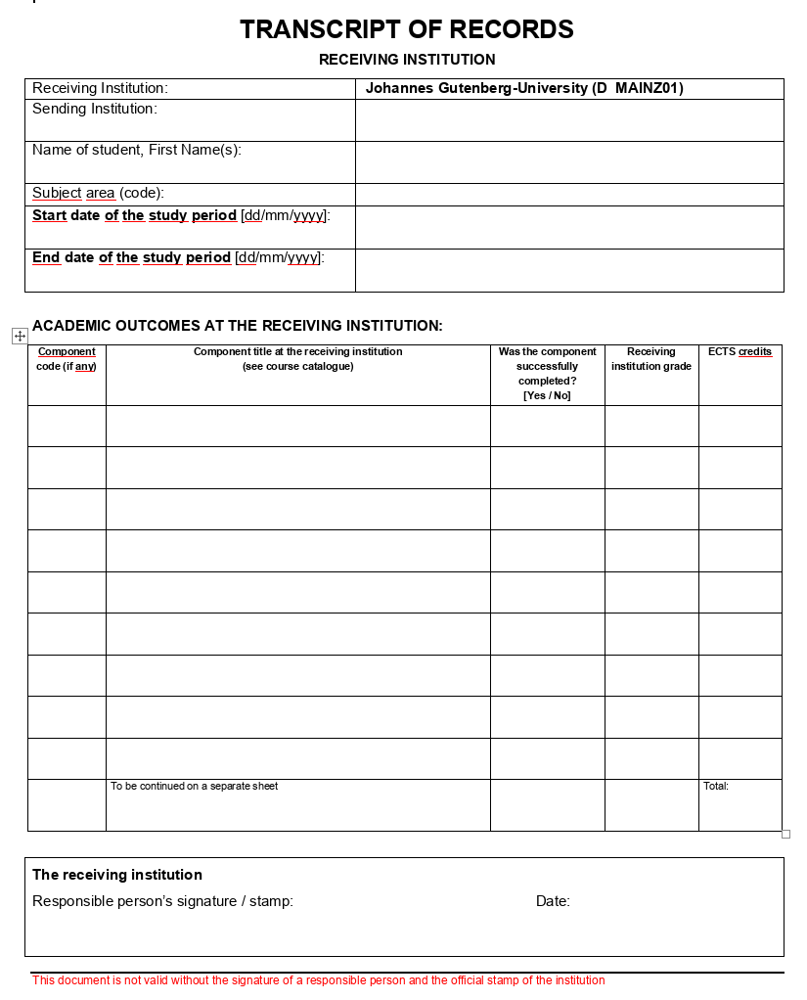 TRANSCRIPT OF RECORDS
RECEIVING INSTITUTION
Receiving Institution: Johannes Gutenberg-University (D  MAINZ01)
Sending Institution:
Name of student, First Name(s):
Subject area (code):
Start date of the study period [dd/mm/yyyy]:
End date of the study period [dd/mm/yyyy]:
ACADEMIC OUTCOMES AT THE RECEIVING INSTITUTION:
Component
code (if any)
Component title at the receiving institution
(see course catalogue)
Was the component
successfully
completed?
[Yes / No]
Receiving
institution grade
ECTS credits
To be continued on a separate sheet
Total:
The receiving institution
Responsible person's signature / stamp: Date:
This document is not valid without the signature of a responsible person and the official stamp of the institution